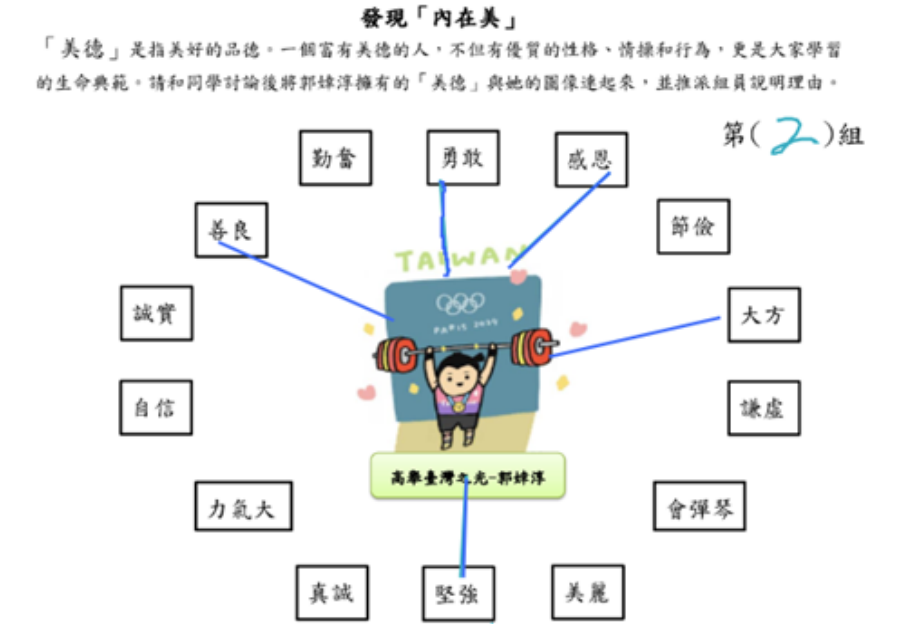 發現「內在美」
「美德」是指美好的品德。一個富有美德的人，不但有優質的性格、情操和行為，更是大家學習
的生命典範。請和同學討論後將郭婞淳擁有的「美德」與她的圖像連起來，並推派組員說明理由。
第(2)組
勤奮
勇敢
感恩
善良
節儉
TAIWAN
誠實
大方
PARIS 2024
自信
謙虛
高舉臺灣之光-郭婞淳
力氣大
會彈琴
真誠
堅強
美麗